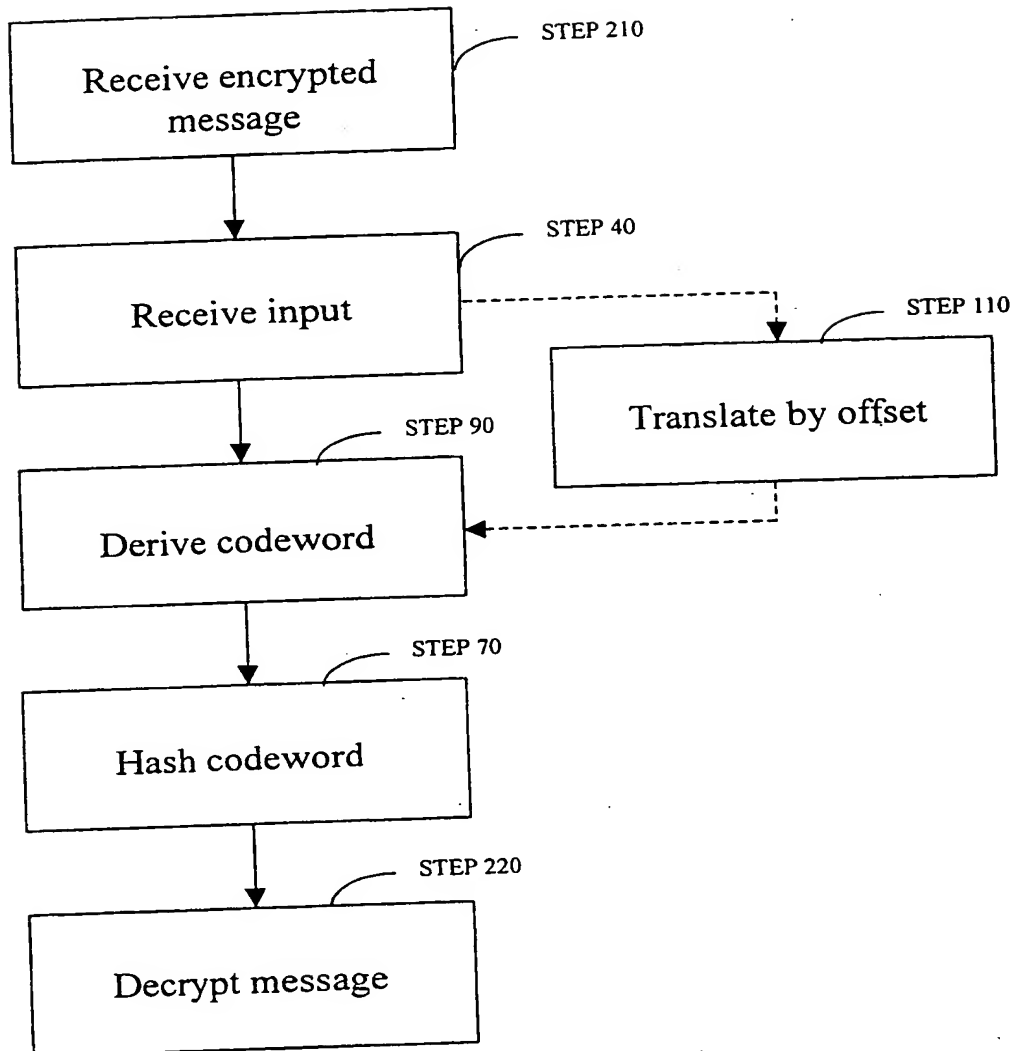 STEP 210
Receive encrypted
message
STEP 40
Receive input
STEP 110
Translate by offset
STEP 90
Derive codeword
STEP 70
Hash codeword
STEP 220
Decrypt message